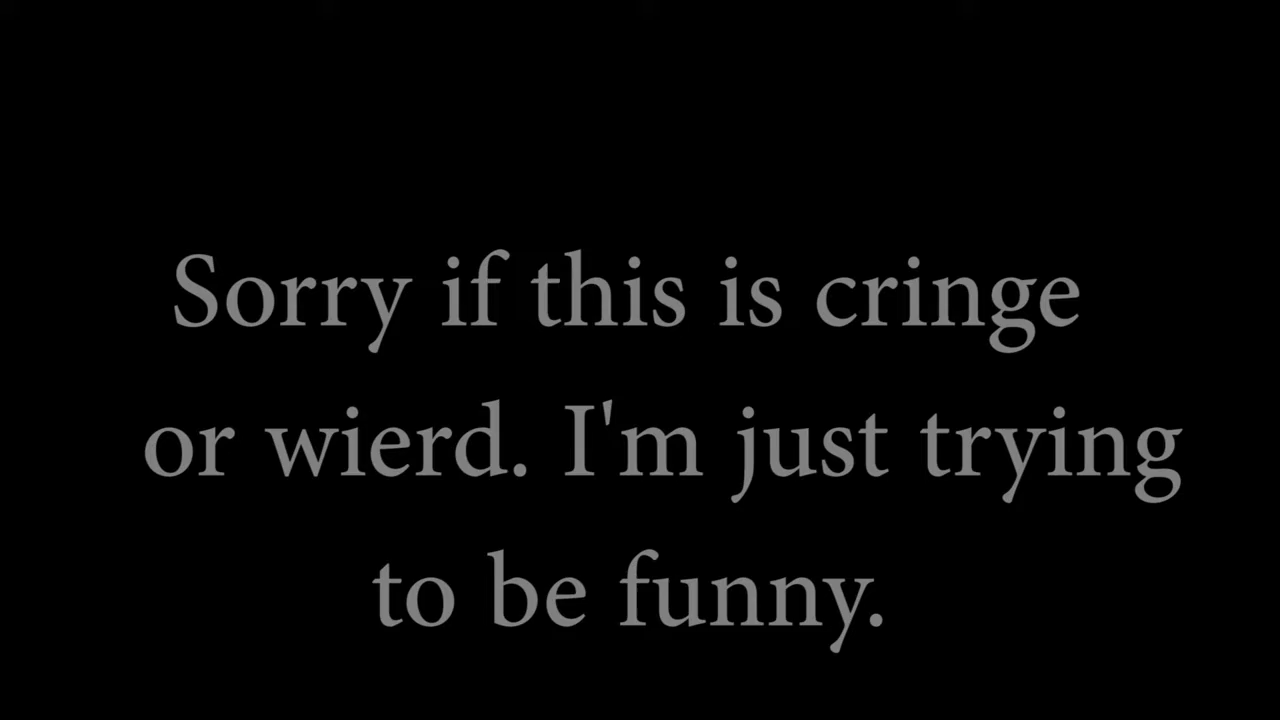 Sorry if this is cringe
or wierd. I'm just trying
to be funny.